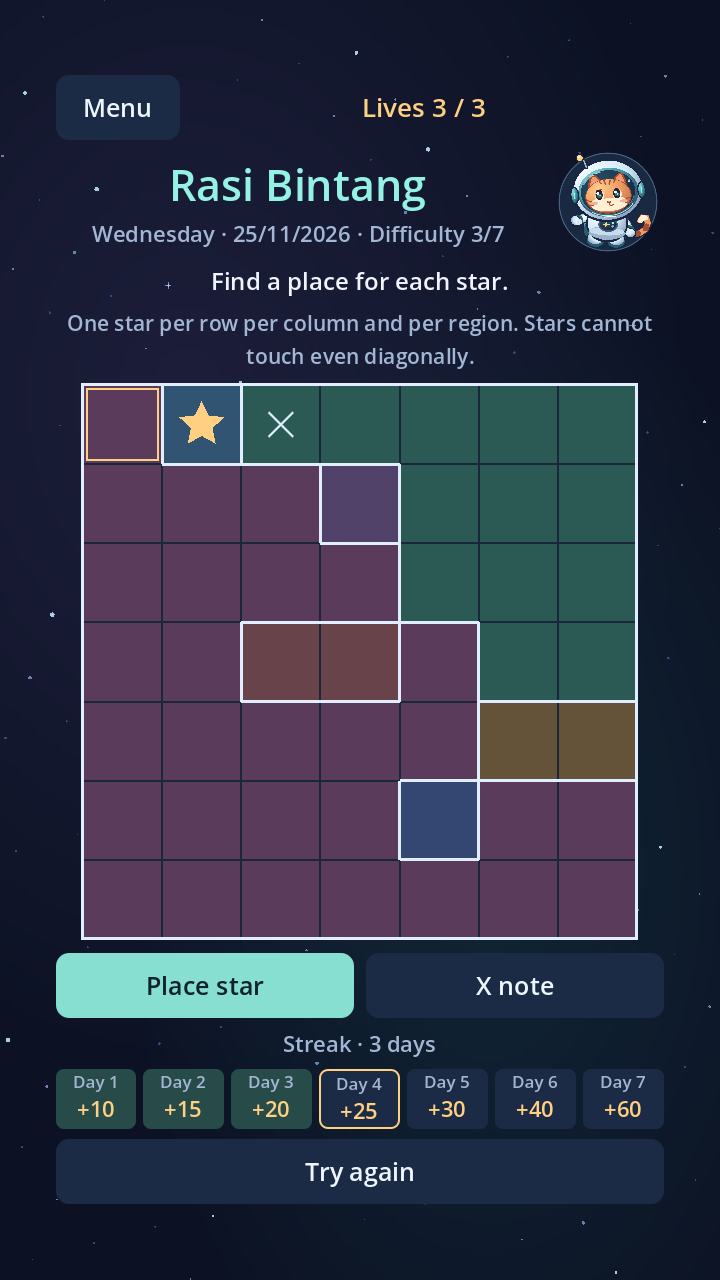 Menu
Lives 3 / 3
Rasi Bintang
Wednesday · 25/11/2026 · Difficulty 3/7
Find a place for each star.
One star per row per column and per region. Stars cannot
touch even diagonally.
Place star
X note
Streak · 3 days
Day 1
+10
Day 2
+15
Day 3
+20
Day 4
+25
Day 5
+30
Day 6
+40
Day 7
+60
Try again